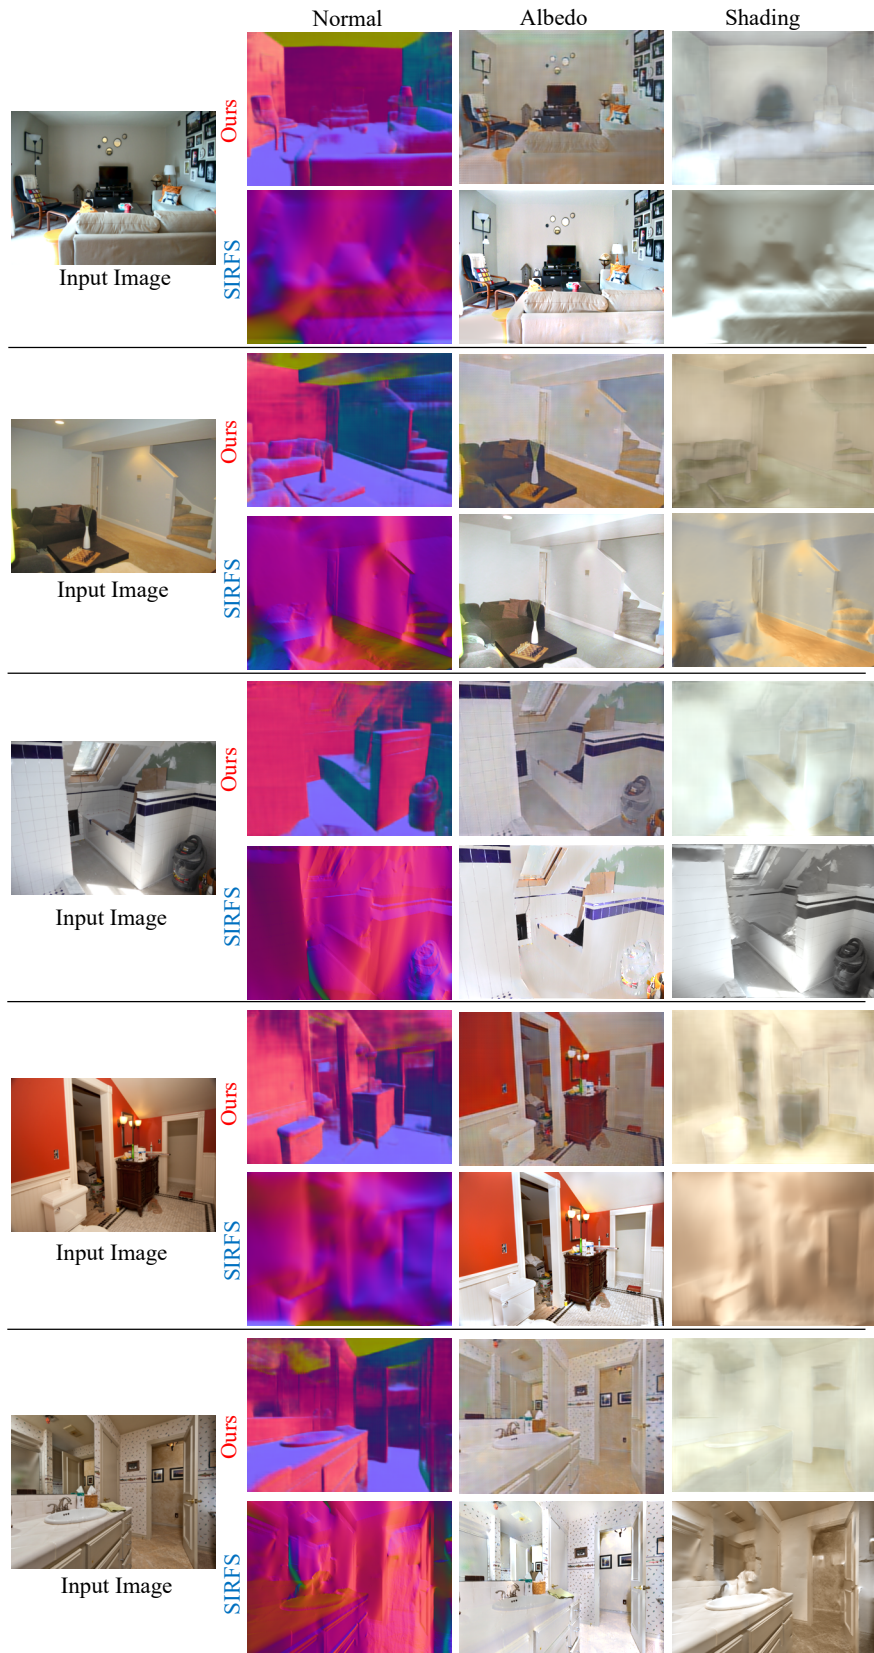 Normal Albedo Shading
Ours
Input Image
SIRFS
Ours
Input Image
SIRFS
Ours
Input Image
SIRFS
Ours
Input Image
SIRFS
Ours
Input Image
SIRFS